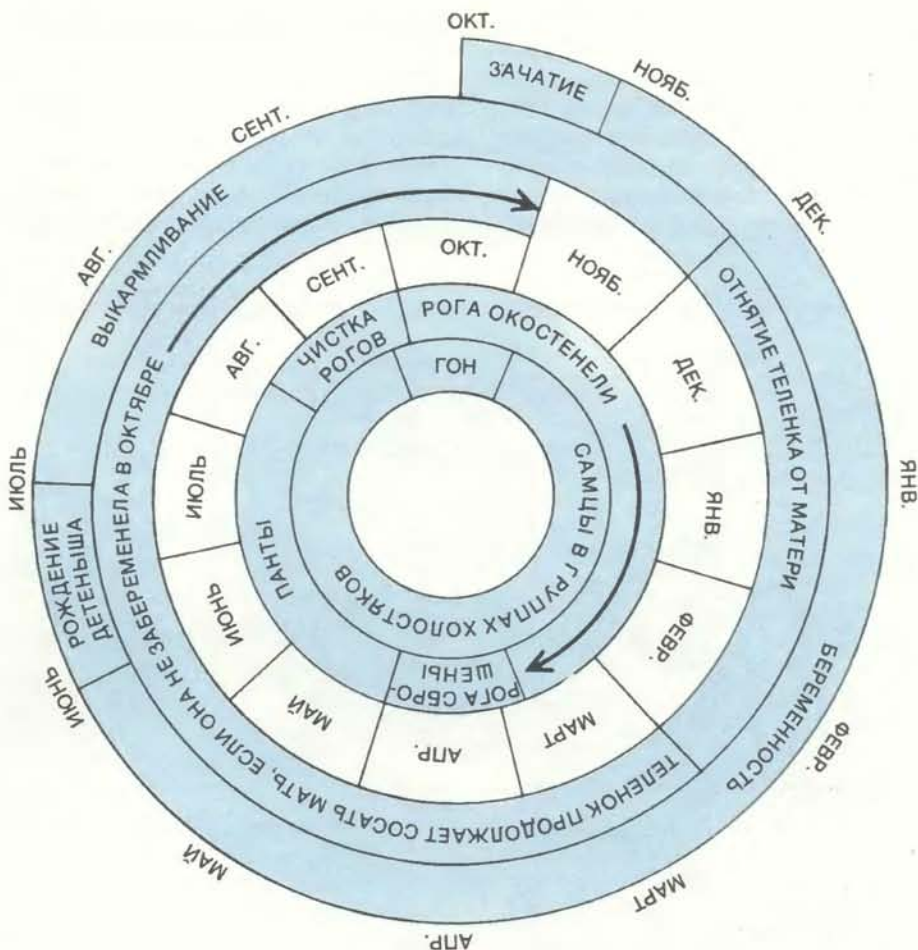 ОКТ.
НОЯБ.
ДЕК.
ЯНВ.
ФЕВР.
МАРТ
АПР.
МАЙ
ИЮНЬ
ИЮЛЬ
АВГ.
СЕНТ.
ЗАЧАТИЕ
БЕРЕМЕННОСТЬ
РОЖДЕНИЕ
ДЕТЕНЫША
ВЫКАРМЛИВАНИЕ
ОТНЯТИЕ ТЕЛЕНКА ОТ МАТЕРИ
ТЕЛЕНОК ПРОДОЛЖАЕТ СОСАТЬ МАТЬ, ЕСЛИ ОНА НЕ ЗАБЕРЕМЕНЕЛА В ОКТЯБРЕ
ОКТ.
НОЯБ.
ДЕК.
ЯНВ.
ФЕВР.
МАРТ
АПР.
МАЙ
ИЮНЬ
ИЮЛЬ
АВГ.
СЕНТ.
РОГА ОКОСТЕНЕЛИ
РОГА СБРО-
ШЕНЫ
ПАНТЫ
ЧИСТКА
РОГОВ
ГОН
САМЦЫ В ГРУППАХ ХОЛОСТЯКОВ